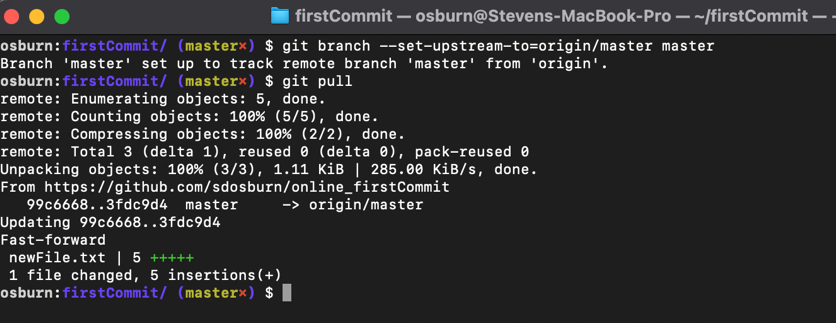 firstCommit — osburn@Stevens-MacBook-Pro — ~/firstCommit —
osburn:firstCommit/ (master×) $ git branch --set-upstream-to=origin/master master
Branch 'master' set up to track remote branch 'master' from 'origin'.
osburn:firstCommit/ (master×) $ git pull
remote: Enumerating objects: 5, done.
remote: Counting objects: 100% (5/5), done.
remote: Compressing objects: 100% (2/2), done.
remote: Total 3 (delta 1), reused 0 (delta 0), pack-reused 0
Unpacking objects: 100% (3/3), 1.11 KiB | 285.00 KiB/s, done.
From https://github.com/sdosburn/online_firstCommit
   99c6668..3fdc9d4  master     -> origin/master
Updating 99c6668..3fdc9d4
Fast-forward
 newFile.txt | 5 +++++
 1 file changed, 5 insertions(+)
osburn:firstCommit/ (master×) $